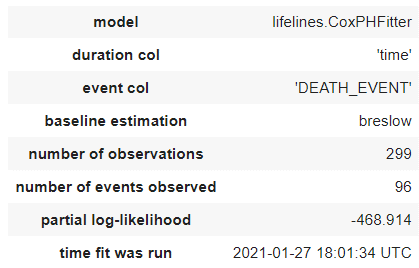 model lifelines.CoxPHFitter
duration col 'time'
event col 'DEATH_EVENT'
baseline estimation breslow
number of observations 299
number of events observed 96
partial log-likelihood -468.914
time fit was run 2021-01-27 18:01:34 UTC